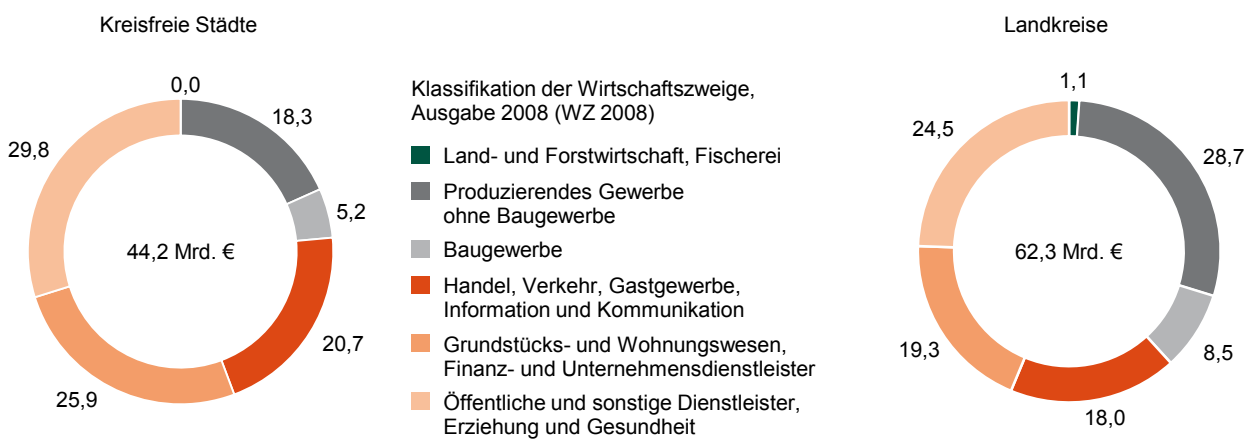 Kreisfreie Städte
0,0
18,3
5,2
20,7
25,9
29,8
44,2 Mrd. €
Klassifikation der Wirtschaftszweige,
Ausgabe 2008 (WZ 2008)
Land- und Forstwirtschaft, Fischerei
Produzierendes Gewerbe
ohne Baugewerbe
Baugewerbe
Handel, Verkehr, Gastgewerbe,
Information und Kommunikation
Grundstücks- und Wohnungswesen,
Finanz- und Unternehmensdienstleister
Öffentliche und sonstige Dienstleister,
Erziehung und Gesundheit
Landkreise
1,1
28,7
8,5
18,0
19,3
24,5
62,3 Mrd. €